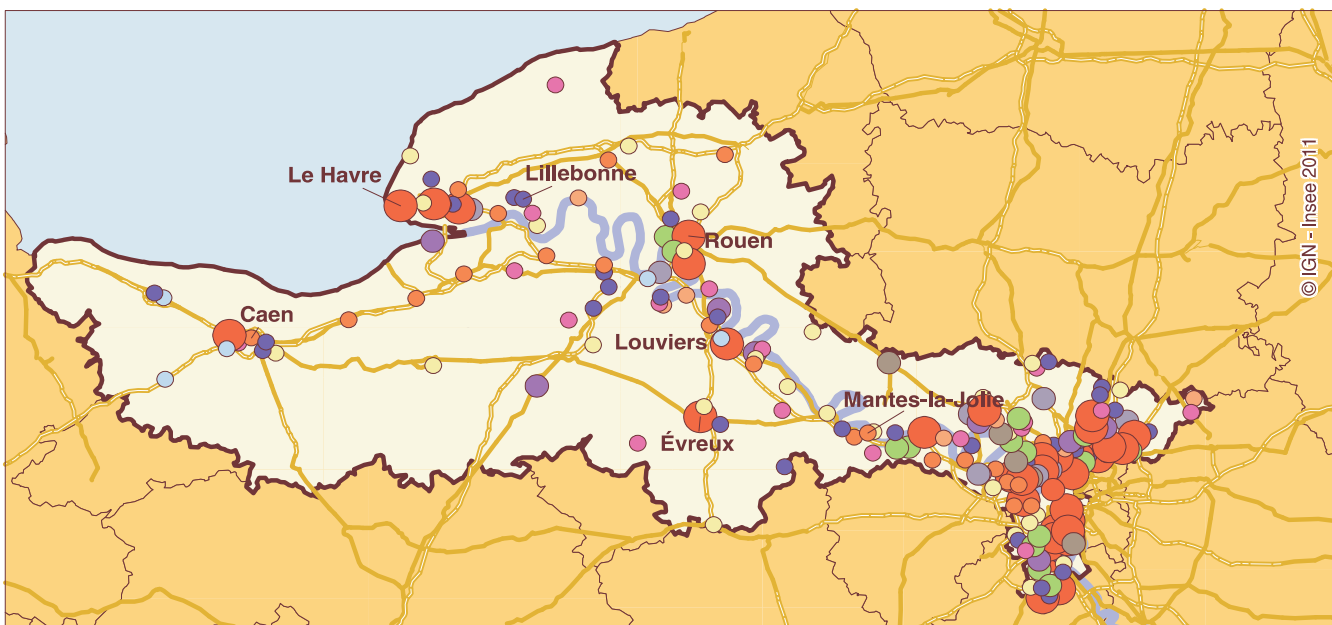 Le Havre
Lillebonne
Rouen
Caen
Louviers
Mantes-la-Jolie
Évreux
© IGN - Insee 2011